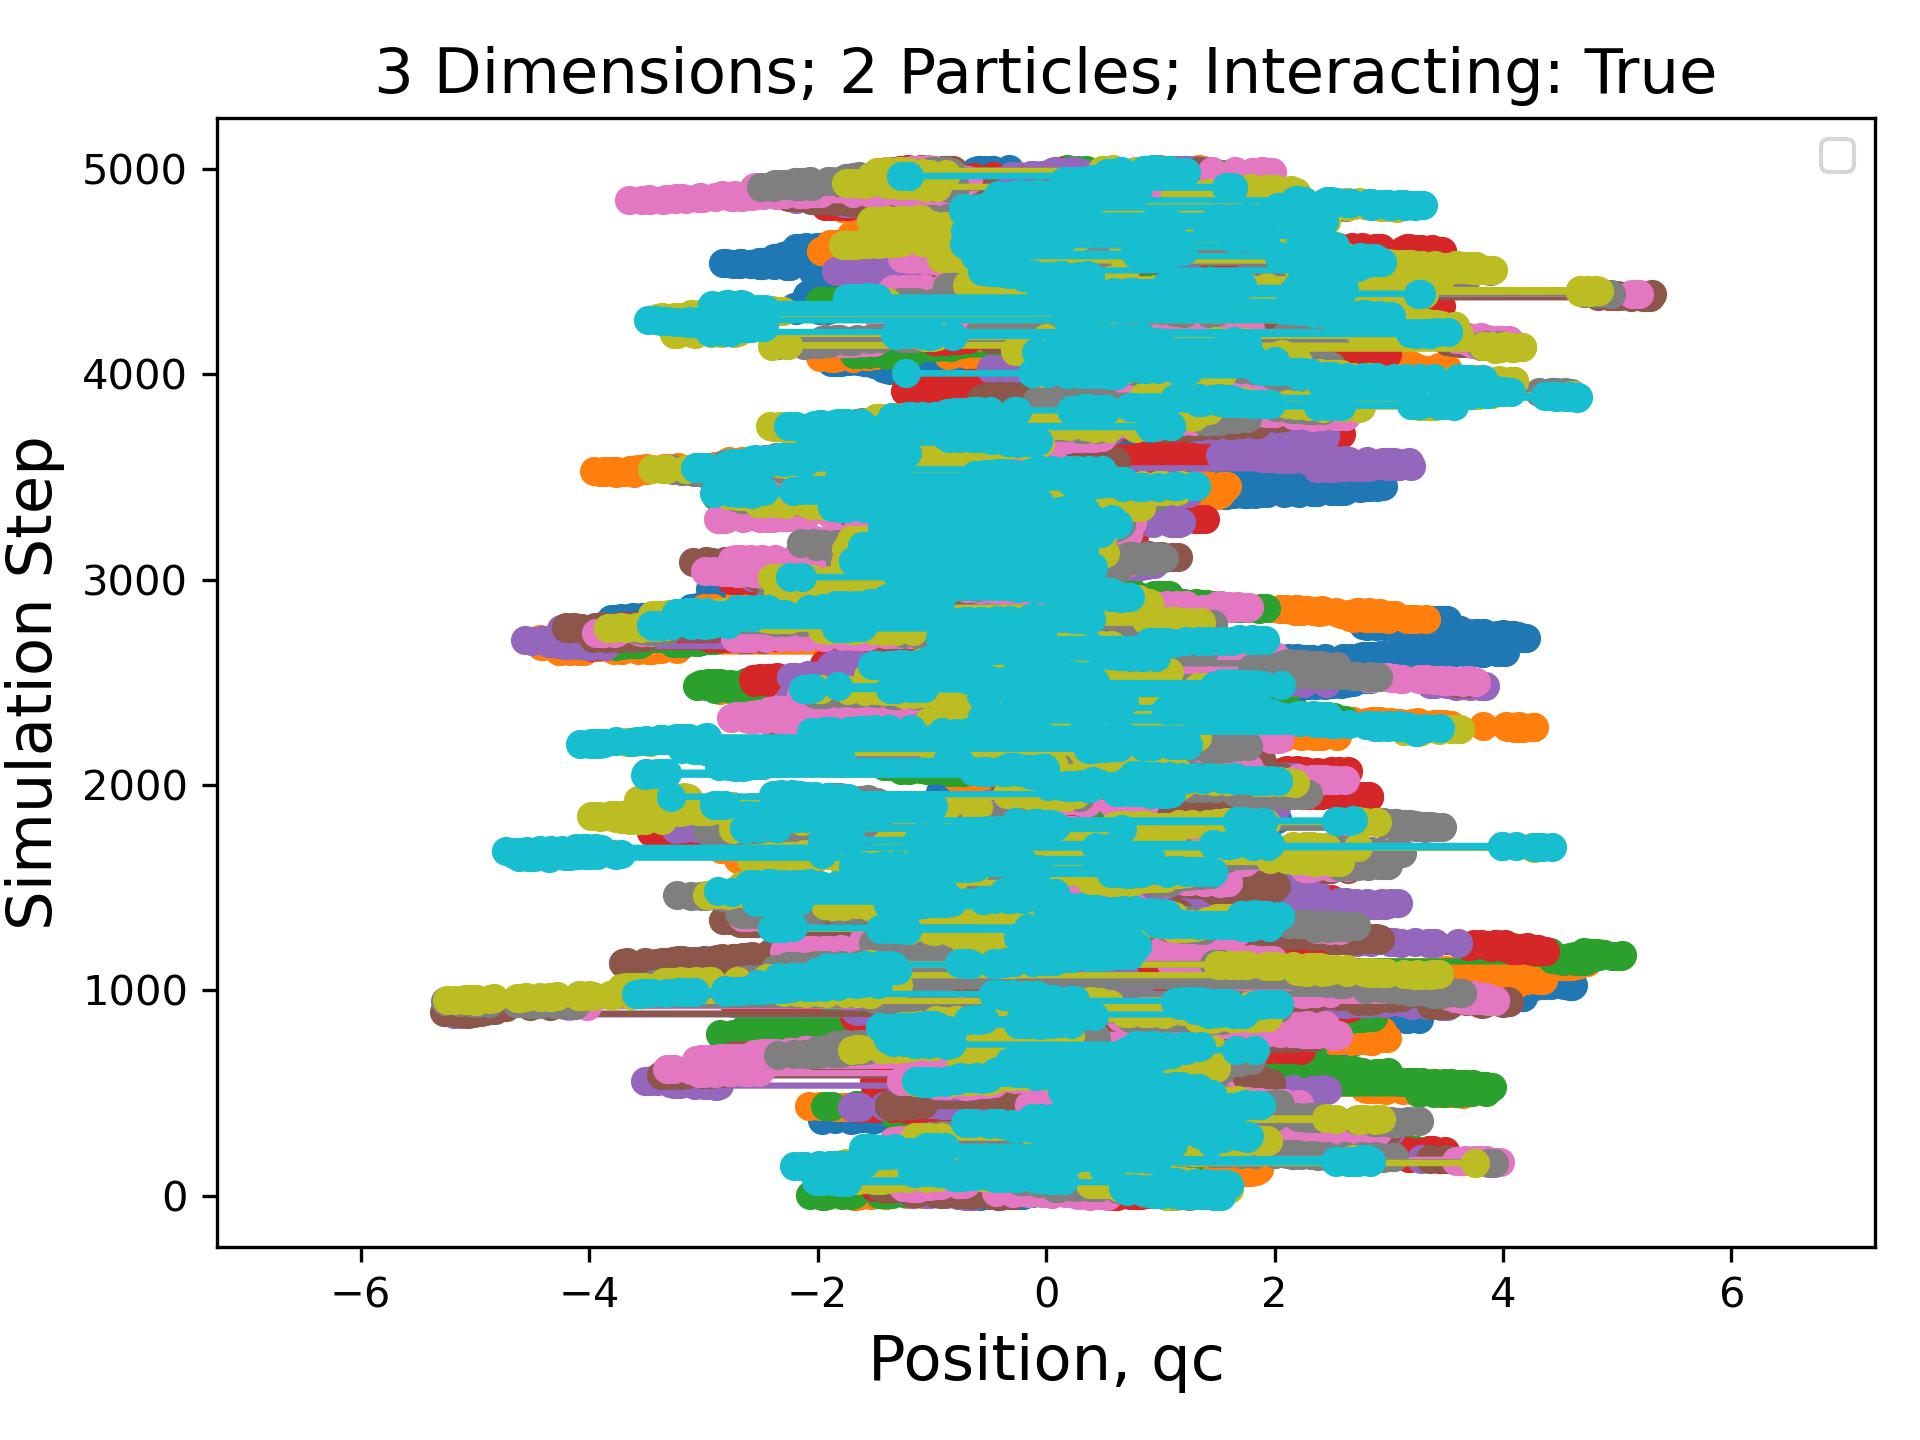 3 Dimensions; 2 Particles; Interacting: True
5000
4000
3000
2000
1000
0
Simulation Step
−6 −4 −2 0 2 4 6
Position, qc